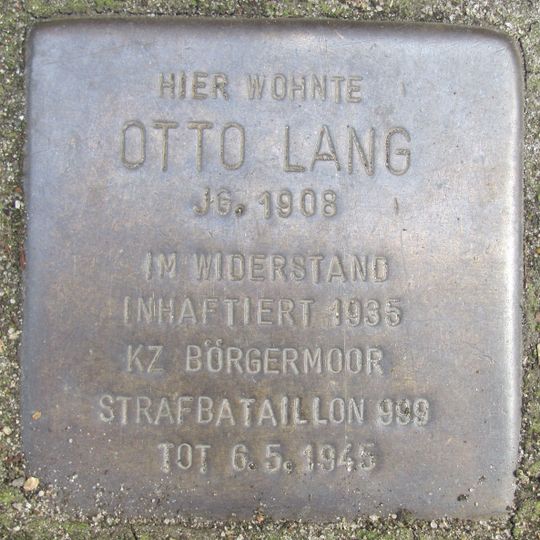 HIER WOHNTE
OTTO LANG
JG. 1908
IM WIDERSTAND
INHAFTIERT 1935
KZ BÖRGERMOOR
STRAFBATAILLON 999
TOT 6.5.1945